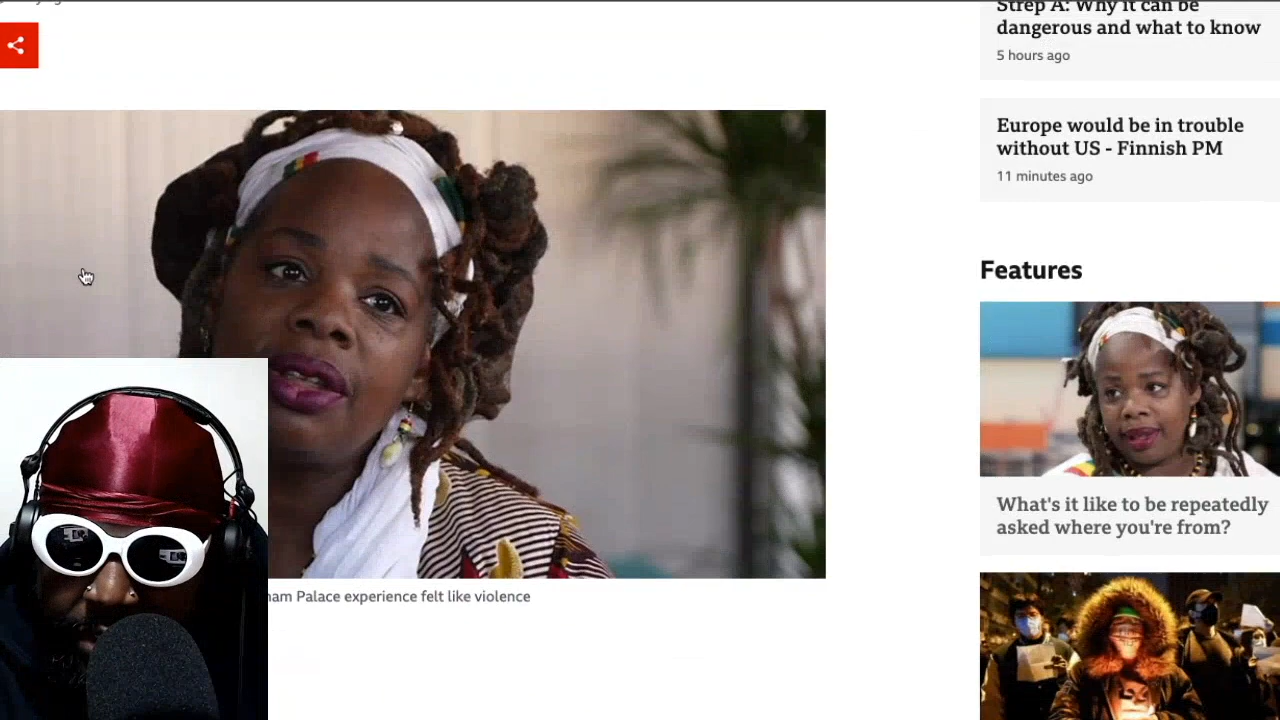 Strep A: Why it can be
dangerous and what to know
5 hours ago
Europe would be in trouble
without US - Finnish PM
11 minutes ago
Features
Palace experience felt like violence
What's it like to be repeatedly
asked where you're from?